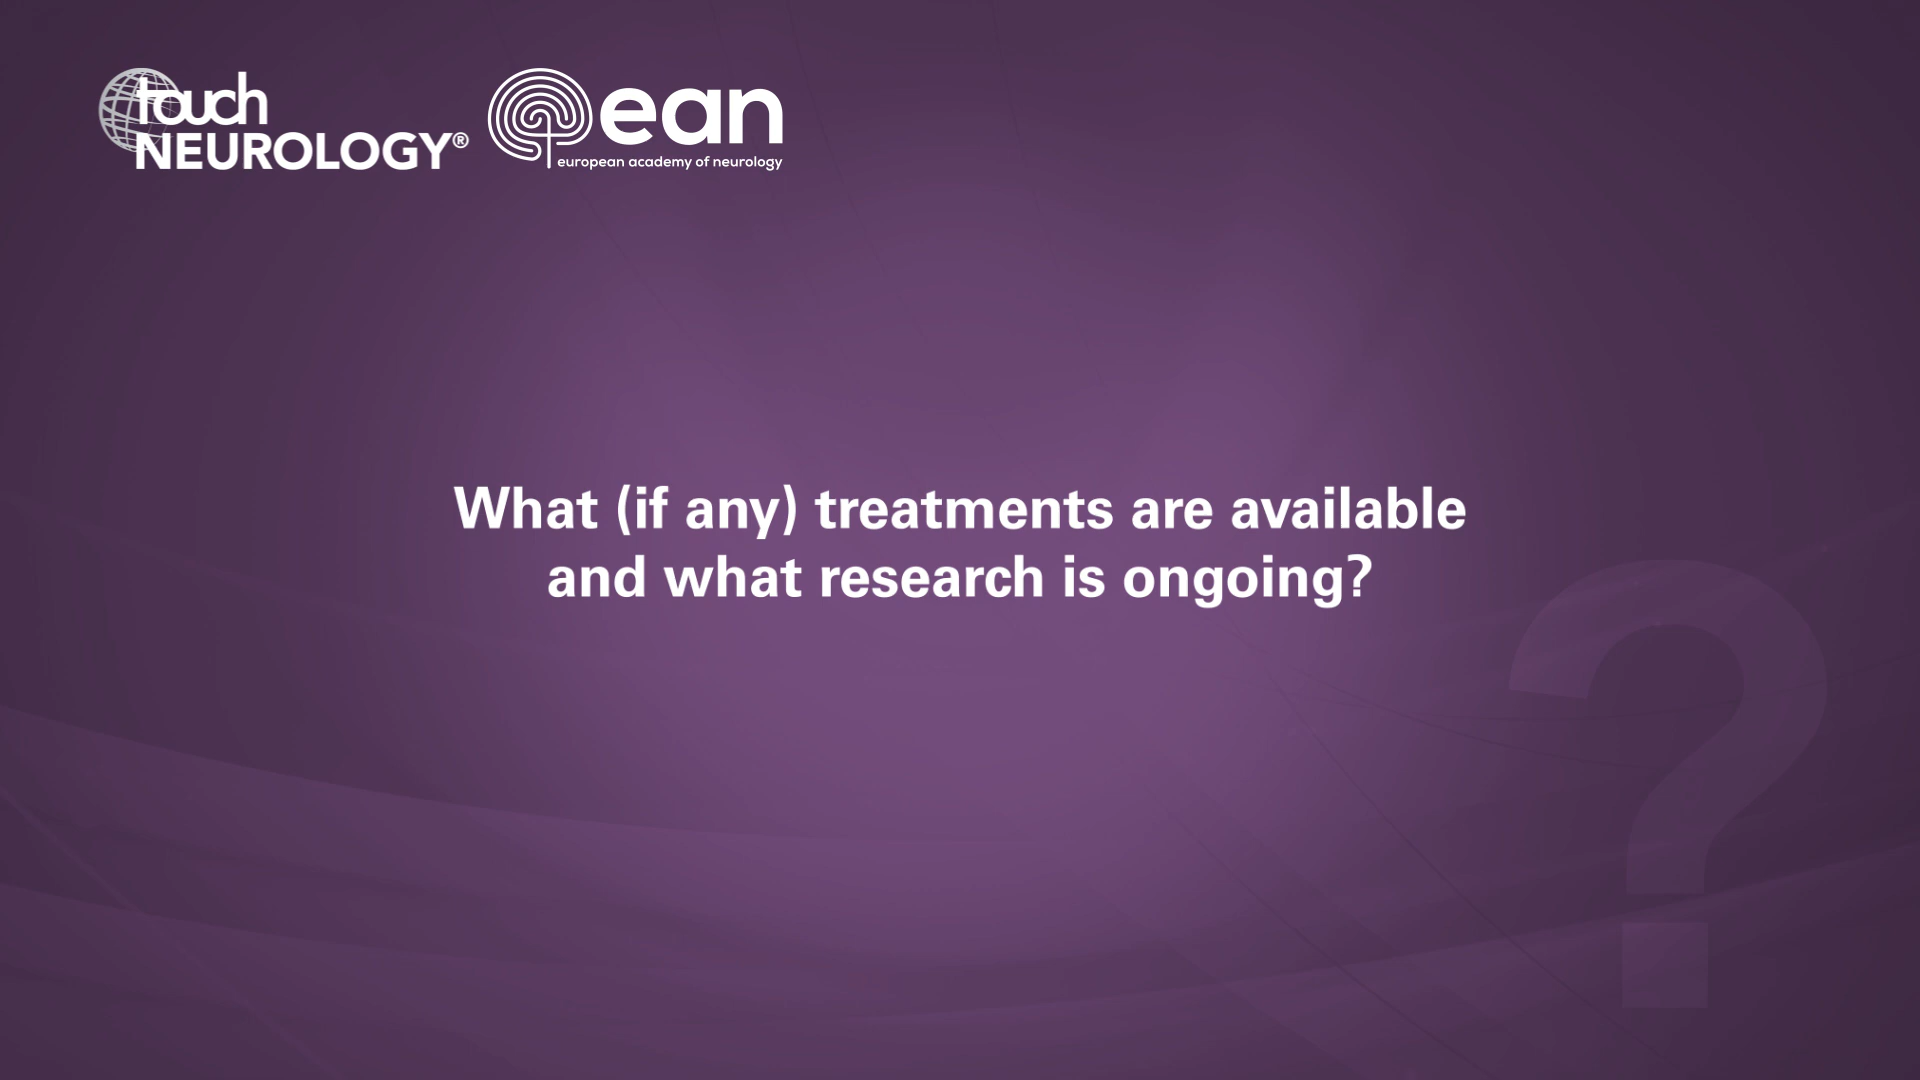 touch
NEUROLOGY®
ean
european academy of neurology
What (if any) treatments are available
and what research is ongoing?
?